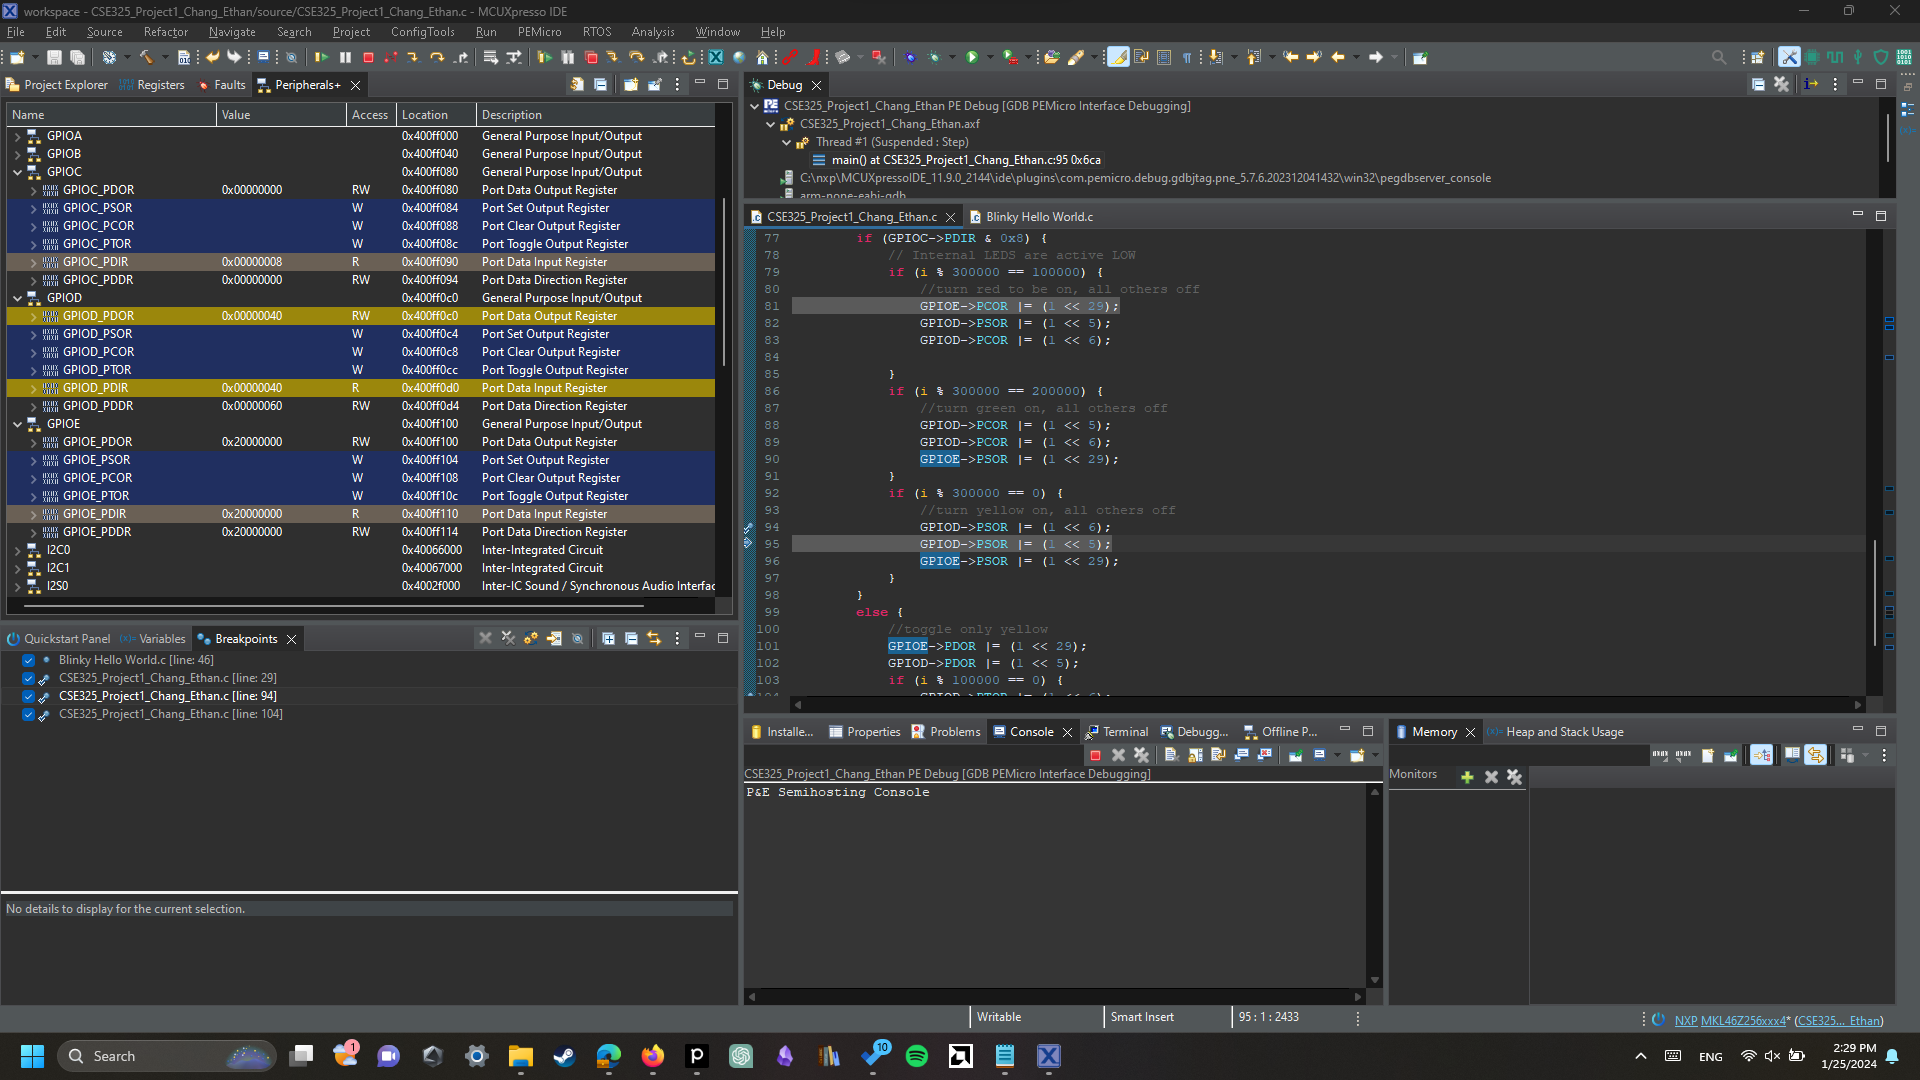 workspace - CSE325_Project1_Chang_Ethan/source/CSE325_Project1_Chang_Ethan.c - MCUXpresso IDE
File Edit Source Refactor Navigate Search Project ConfigTools Run PEMicro RTOS Analysis Window Help
Project Explorer Registers Faults Peripherals+
Name Value Access Location Description
GPIOA 0x400ff000 General Purpose Input/Output
GPIOB 0x400ff040 General Purpose Input/Output
GPIOC 0x400ff080 General Purpose Input/Output
GPIOC_PDOR 0x00000000 RW 0x400ff080 Port Data Output Register
GPIOC_PSOR W 0x400ff084 Port Set Output Register
GPIOC_PCOR W 0x400ff088 Port Clear Output Register
GPIOC_PTOR W 0x400ff08c Port Toggle Output Register
GPIOC_PDIR 0x00000008 R 0x400ff090 Port Data Input Register
GPIOC_PDDR 0x00000000 RW 0x400ff094 Port Data Direction Register
GPIOD 0x400ff0c0 General Purpose Input/Output
GPIOD_PDOR 0x00000040 RW 0x400ff0c0 Port Data Output Register
GPIOD_PSOR W 0x400ff0c4 Port Set Output Register
GPIOD_PCOR W 0x400ff0c8 Port Clear Output Register
GPIOD_PTOR W 0x400ff0cc Port Toggle Output Register
GPIOD_PDIR 0x00000040 R 0x400ff0d0 Port Data Input Register
GPIOD_PDDR 0x00000060 RW 0x400ff0d4 Port Data Direction Register
GPIOE 0x400ff100 General Purpose Input/Output
GPIOE_PDOR 0x20000000 RW 0x400ff100 Port Data Output Register
GPIOE_PSOR W 0x400ff104 Port Set Output Register
GPIOE_PCOR W 0x400ff108 Port Clear Output Register
GPIOE_PTOR W 0x400ff10c Port Toggle Output Register
GPIOE_PDIR 0x20000000 R 0x400ff110 Port Data Input Register
GPIOE_PDDR 0x20000000 RW 0x400ff114 Port Data Direction Register
I2C0 0x40066000 Inter-Integrated Circuit
I2C1 0x40067000 Inter-Integrated Circuit
I2S0 0x4002f000 Inter-IC Sound / Synchronous Audio Interfac
Quickstart Panel Variables Breakpoints
Blinky Hello World.c [line: 46]
CSE325_Project1_Chang_Ethan.c [line: 29]
CSE325_Project1_Chang_Ethan.c [line: 94]
CSE325_Project1_Chang_Ethan.c [line: 104]
No details to display for the current selection.
Debug
CSE325_Project1_Chang_Ethan PE Debug [GDB PEMicro Interface Debugging]
CSE325_Project1_Chang_Ethan.axf
Thread #1 (Suspended : Step)
main() at CSE325_Project1_Chang_Ethan.c:95 0x6ca
C:\nxp\MCUXpressoIDE_11.9.0_2144\ide\plugins\com.pemicro.debug.gdbjtag.pne_5.7.6.202312041432\win32\pegdbserver_console
arm-none-eabi-gdb
CSE325_Project1_Chang_Ethan.c Blinky Hello World.c
77 if (GPIOC->PDIR & 0x8) {
78 // Internal LEDS are active LOW
79 if (i % 300000 == 100000) {
80 //turn red to be on, all others off
81 GPIOE->PCOR |= (1 << 29);
82 GPIOD->PSOR |= (1 << 5);
83 GPIOD->PCOR |= (1 << 6);
84
85 }
86 if (i % 300000 == 200000) {
87 //turn green on, all others off
88 GPIOD->PCOR |= (1 << 5);
89 GPIOD->PCOR |= (1 << 6);
90 GPIOE->PSOR |= (1 << 29);
91 }
92 if (i % 300000 == 0) {
93 //turn yellow on, all others off
94 GPIOD->PSOR |= (1 << 6);
95 GPIOD->PSOR |= (1 << 5);
96 GPIOE->PSOR |= (1 << 29);
97 }
98 }
99 else {
100 //toggle only yellow
101 GPIOE->PDOR |= (1 << 29);
102 GPIOD->PDOR |= (1 << 5);
103 if (i % 100000 == 0) {
104 GPIOD->PTOR |= (1 << 6);
Installe... Properties Problems Console Terminal Debugg... Offline P...
CSE325_Project1_Chang_Ethan PE Debug [GDB PEMicro Interface Debugging]
P&E Semihosting Console
Memory Heap and Stack Usage
Monitors
Writable Smart Insert 95 : 1 : 2433
NXP MKL46Z256xxx4* (CSE325... Ethan)
Search
1
10
ENG
2:29 PM
1/25/2024